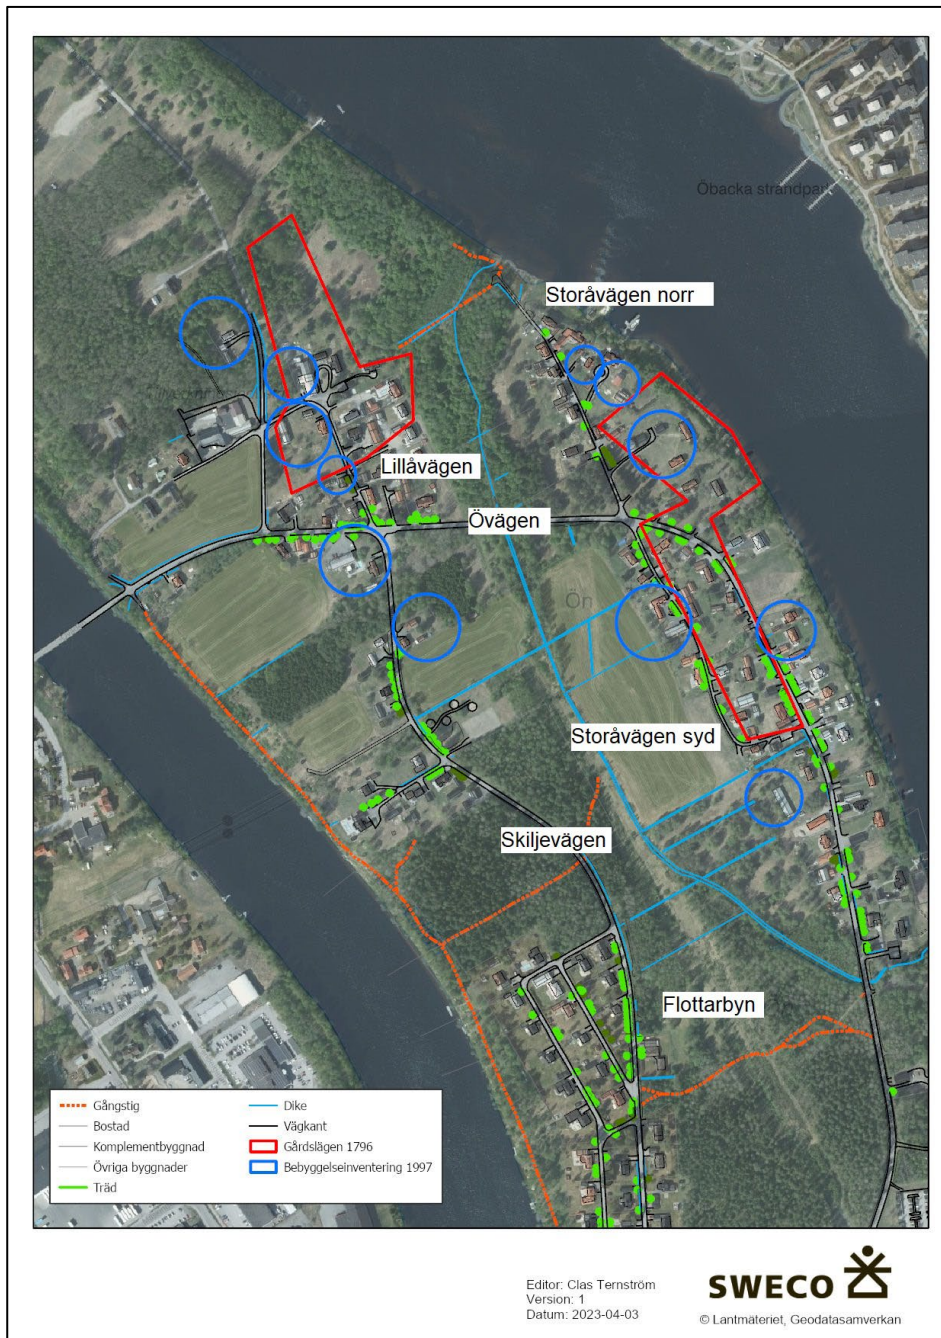 Öbacka strandpark
Storåvägen norr
Lillåvägen
Övägen
Ön
Storåvägen syd
Skiljevägen
Flottarbyn
Gångstig
Bostad
Komplementbyggnad
Övriga byggnader
Träd
Dike
Vägkant
Gårdslägen 1796
Bebyggelseinventering 1997
Editor: Clas Ternström
Version: 1
Datum: 2023-04-03
SWECO
© Lantmäteriet, Geodatasamverkan